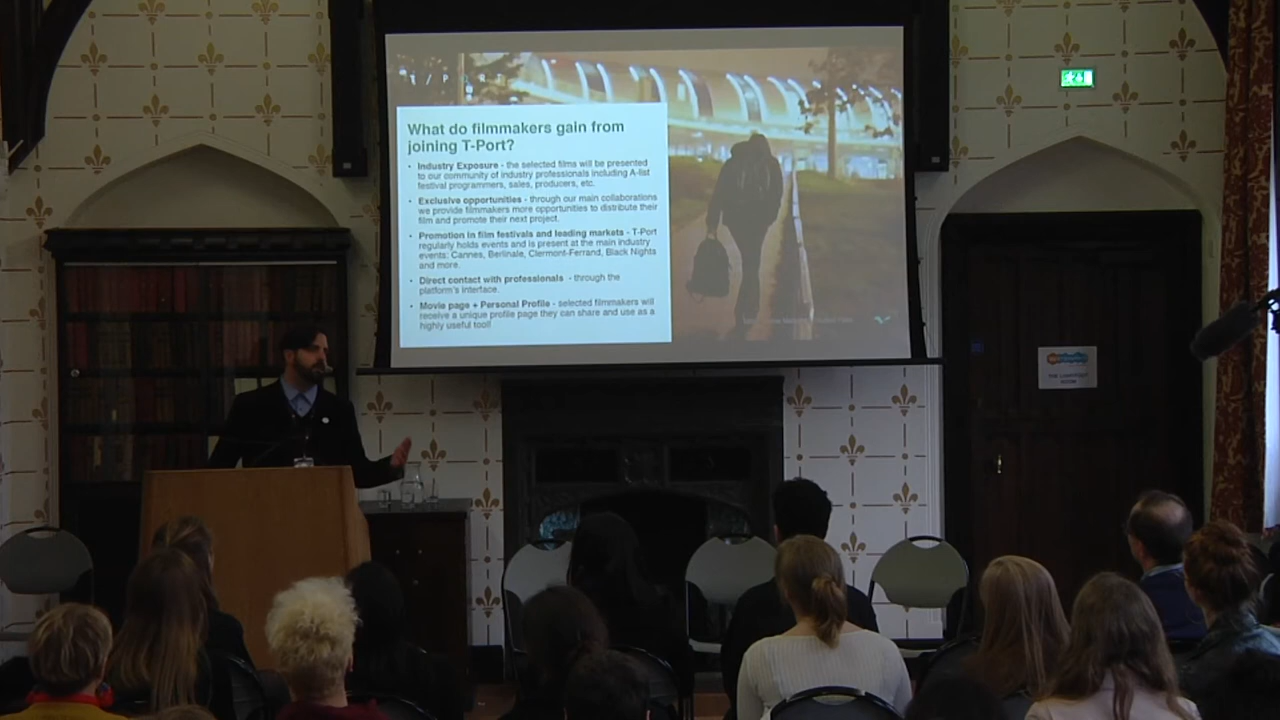 What do filmmakers gain from
joining T-Port?
• Industry Exposure - the selected films will be presented
to our community of industry professionals including A-list
festival programmers, sales, producers, etc.
• Exclusive opportunities - through our main collaborations
we provide filmmakers more opportunities to distribute their
film and promote their next project.
• Promotion in film festivals and leading markets - T-Port
regularly holds events and is present at the main industry
events: Cannes, Berlinale, Clermont-Ferrand, Black Nights
and more.
• Direct contact with professionals - through the
platform's interface.
• Movie page + Personal Profile - selected filmmakers will
receive a unique profile page they can share and use as a
highly useful tool!
ROOM